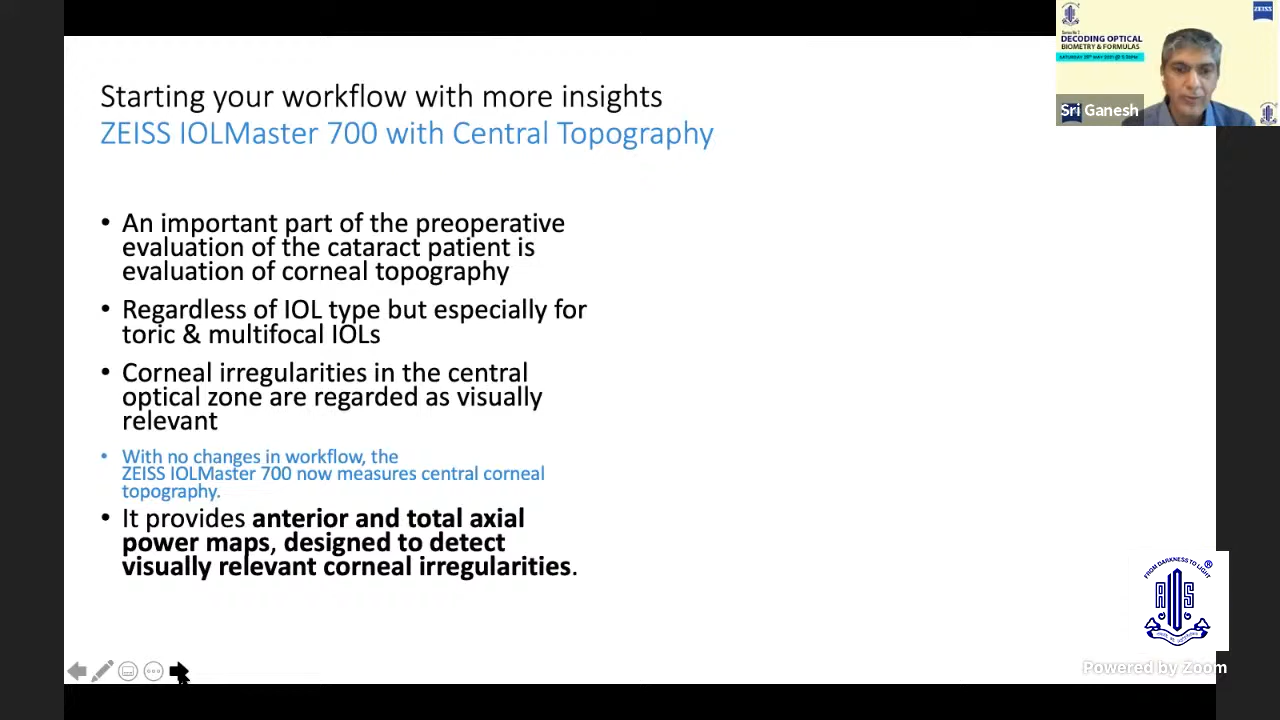 Starting your workflow with more insights
ZEISS IOLMaster 700 with Central Topography
• An important part of the preoperative
evaluation of the cataract patient is
evaluation of corneal topography
• Regardless of IOL type but especially for
toric & multifocal IOLs
• Corneal irregularities in the central
optical zone are regarded as visually
relevant
• With no changes in workflow, the
ZEISS IOLMaster 700 now measures central corneal
topography.
• It provides anterior and total axial
power maps, designed to detect
visually relevant corneal irregularities.
ZEISS
DECODING OPTICAL
BIOMETRY & FORMULAS
Sri Ganesh
FROM DARKNESS TO LIGHT
®
Powered by Zoom